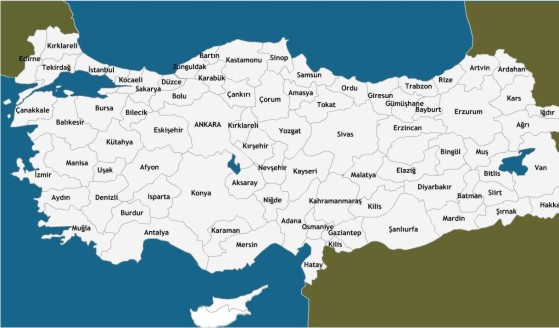 Kırklareli
Edirne
Tekirdağ
İstanbul
Kocaeli
Sakarya
Düzce
Zonguldak
Bartın
Karabük
Kastamonu
Sinop
Samsun
Ordu
Giresun
Trabzon
Rize
Artvin
Ardahan
Kars
Iğdır
Çanakkale
Balıkesir
Bursa
Bilecik
Bolu
Çankırı
Çorum
Amasya
Tokat
Gümüşhane
Bayburt
Erzurum
Ağrı
Kütahya
Eskişehir
ANKARA
Kırklareli
Yozgat
Sivas
Erzincan
Kırşehir
Bingöl
Muş
Van
Bitlis
Manisa
Uşak
Afyon
Nevşehir
Kayseri
Malatya
Elazığ
İzmir
Aksaray
Konya
Diyarbakır
Batman
Siirt
Aydın
Denizli
Isparta
Niğde
Kahramanmaraş
Kilis
Burdur
Mardin
Şırnak
Hakka
Muğla
Antalya
Karaman
Mersin
Adana
Osmaniye
Gaziantep
Kilis
Şanlıurfa
Hatay